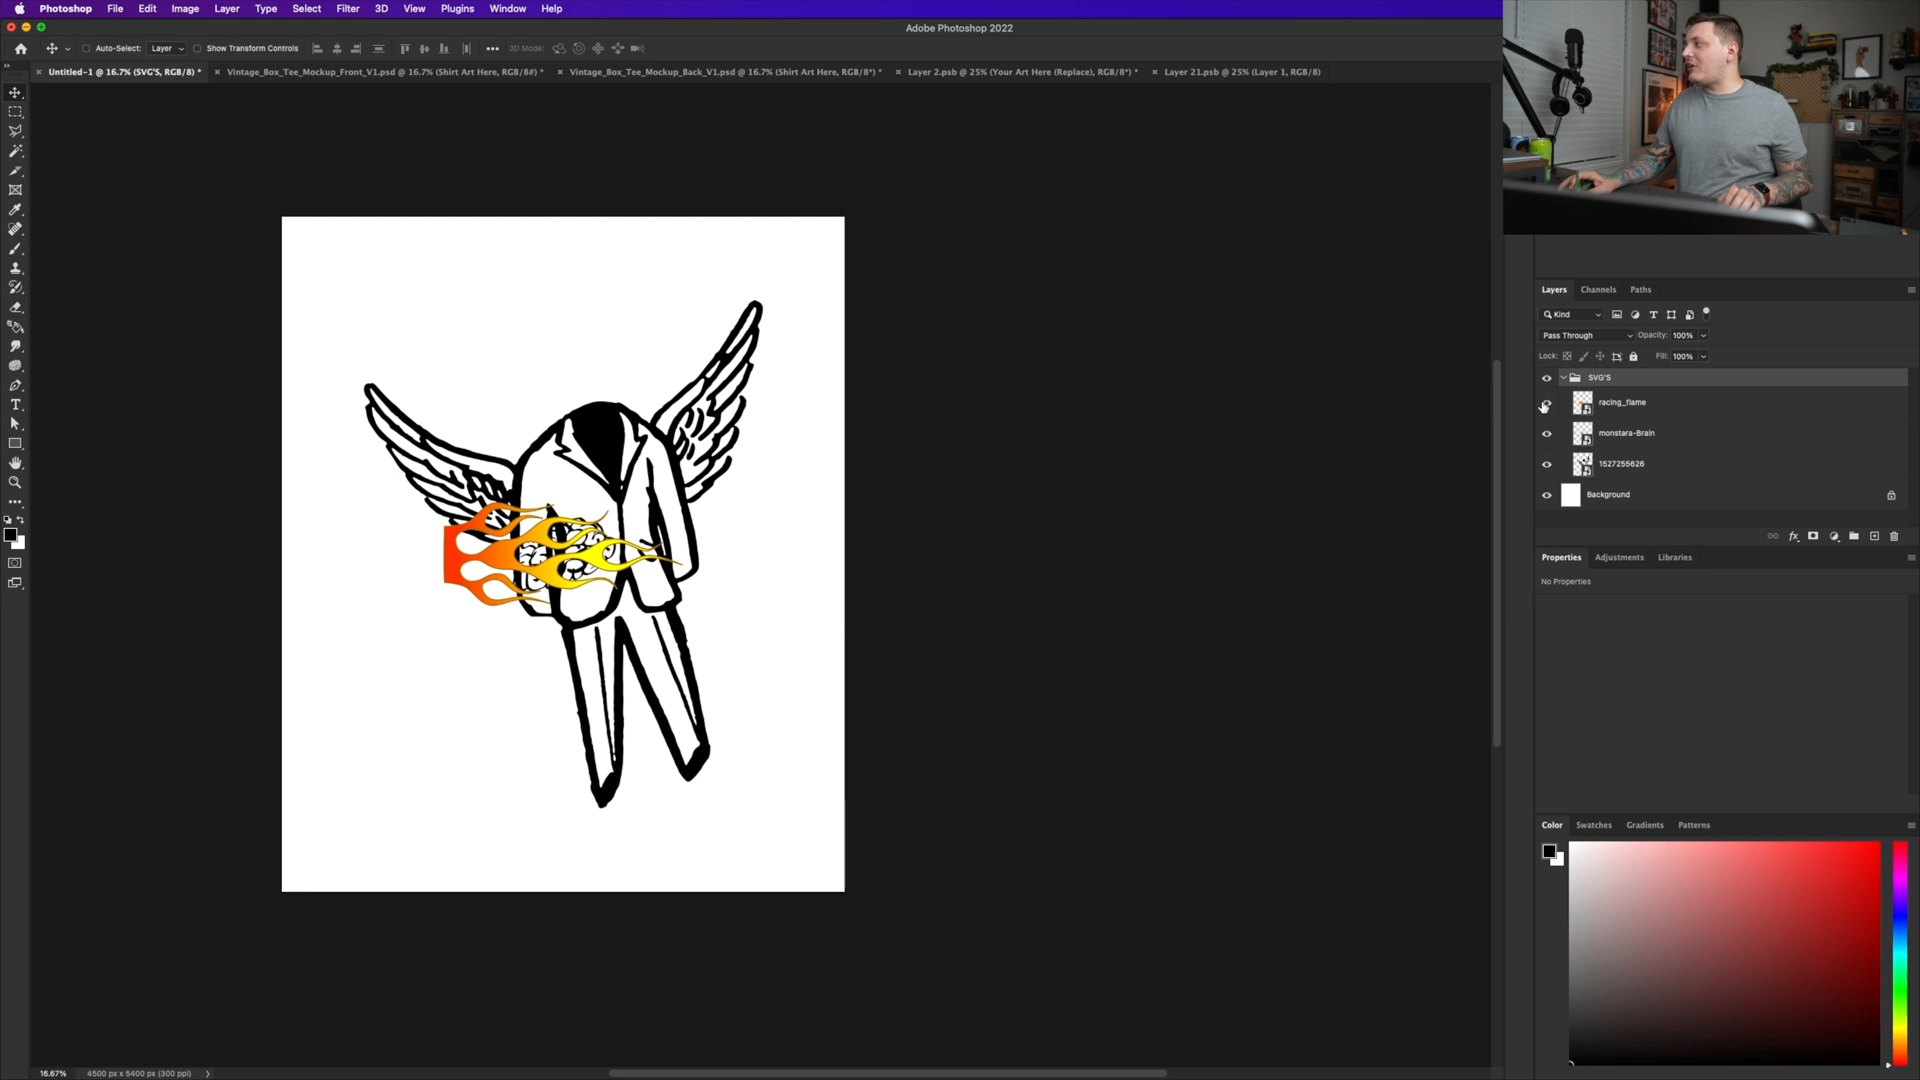 Photoshop File Edit Image Layer Type Select Filter 3D View Plugins Window Help
Adobe Photoshop 2022
Auto-Select: Layer Show Transform Controls 3D Mode:
Untitled-1 @ 16.7% (SVG'S, RGB/8) * Vintage_Box_Tee_Mockup_Front_V1.psd @ 16.7% (Shirt Art Here, RGB/8#) * Vintage_Box_Tee_Mockup_Back_V1.psd @ 16.7% (Shirt Art Here, RGB/8*) * Layer 2.psb @ 25% (Your Art Here (Replace), RGB/8*) * Layer 21.psb @ 25% (Layer 1, RGB/8)
Layers Channels Paths
Kind
Pass Through Opacity: 100%
Lock: Fill: 100%
SVG'S
racing_flame
monstara-Brain
1527255626
Background
Properties Adjustments Libraries
No Properties
Color Swatches Gradients Patterns
16.67% 4500 px x 5400 px (300 ppi)